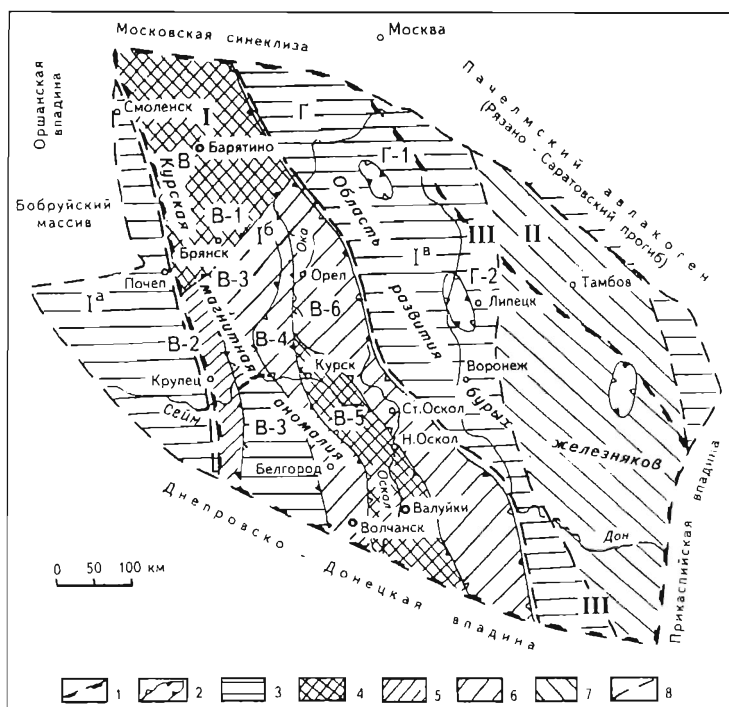 Московская синеклиза
Москва
Оршанская
впадина
Пачелмский авлакоген
(Рязано - Саратовский прогиб)
Смоленск
I
Г
Барятино
В
Г-1
Курская
Область
Бобруйский
массив
В-1
Iб
Ока
III
II
Iв
Брянск
Почеп
В-3
Орел
В-6
Г-2
Липецк
Тамбов
Iа
магнитная
развития
В-2
В-4
Курск
Воронеж
Крупец
Сейм
В-5
Ст.Оскол
бурых
В-3
аномалия
Н.Оскол
железняков
Белгород
Оскол
Валуйки
Волчанск
Дон
Днепровско - Донецкая впадина
Прикаспийская впадина
III
0 50 100 км
1 2 3 4 5 6 7 8